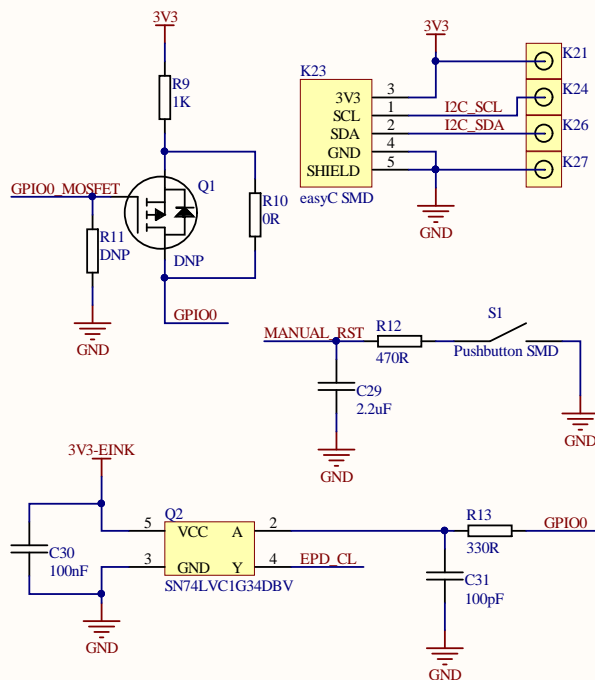 3V3
R9
1K
GPIO0_MOSFET
Q1
R10
0R
R11
DNP
DNP
GPIO0
GND
3V3
K23
3V3
3
SCL
1
I2C_SCL
SDA
2
I2C_SDA
GND
4
SHIELD
5
easyC SMD
GND
K21
K24
K26
K27
MANUAL_RST
R12
470R
S1
Pushbutton SMD
C29
2.2uF
GND
GND
3V3-EINK
Q2
5
VCC
A
2
3
GND
Y
4
EPD_CL
SN74LVC1G34DBV
C30
100nF
GND
R13
330R
GPIO0
C31
100pF
GND